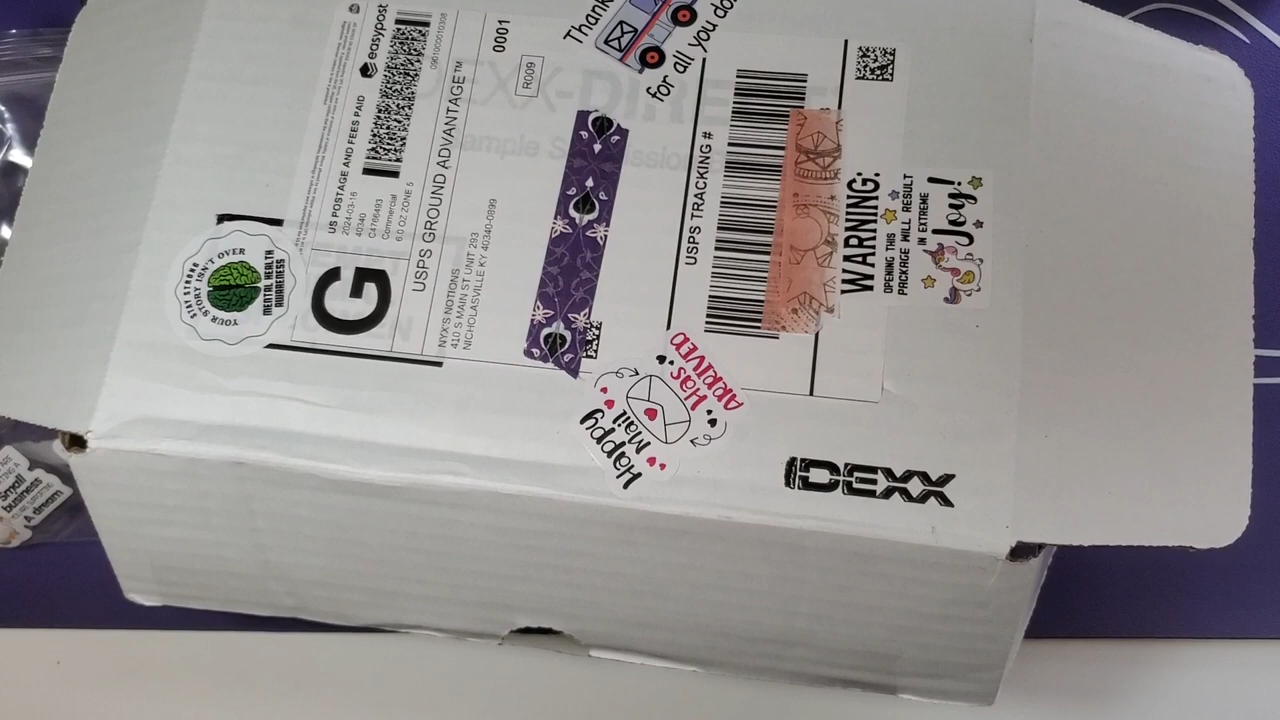 easypost
US POSTAGE AND FEES PAID
2024-03-16
40340
C4766493
Commercial
6.0 OZ ZONE 5
0901000010308
G
USPS GROUND ADVANTAGE™
0001
R009
NYX'S NOTIONS
410 S MAIN ST UNIT 293
NICHOLASVILLE KY 40340-0899
USPS TRACKING #
Thank
for all you do
STAY STRONG
YOUR STORY ISN'T OVER
MENTAL HEALTH
AWARENESS
WARNING:
OPENING THIS
PACKAGE WILL RESULT
IN EXTREME
Joy!
Happy
Mail
Has
ARRIVED
IDEXX
Small
business
A dream